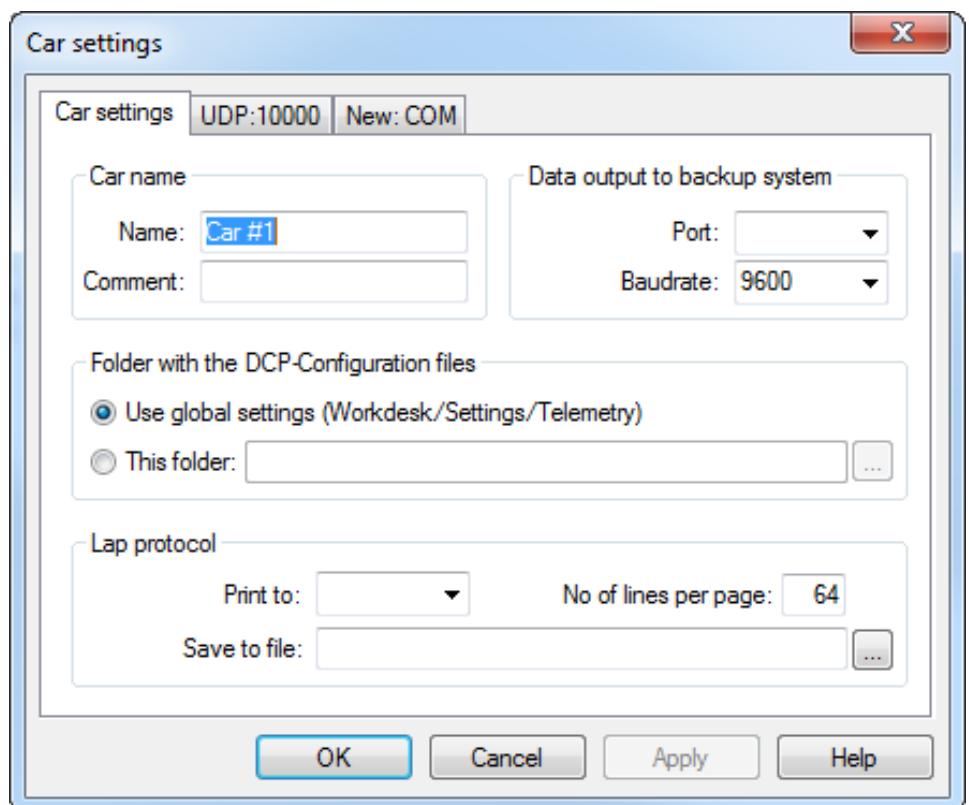 Car settings
Car settings UDP:10000 New: COM
Car name
Name: Car #1
Comment:
Data output to backup system
Port:
Baudrate: 9600
Folder with the DCP-Configuration files
Use global settings (Workdesk/Settings/Telemetry)
This folder: ...
Lap protocol
Print to: No of lines per page: 64
Save to file: ...
OK Cancel Apply Help